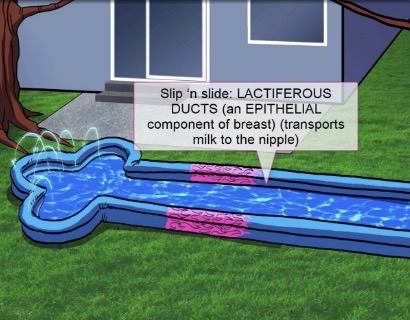 Slip ‘n slide: LACTIFEROUS
DUCTS (an EPITHELIAL
component of breast) (transports
milk to the nipple)